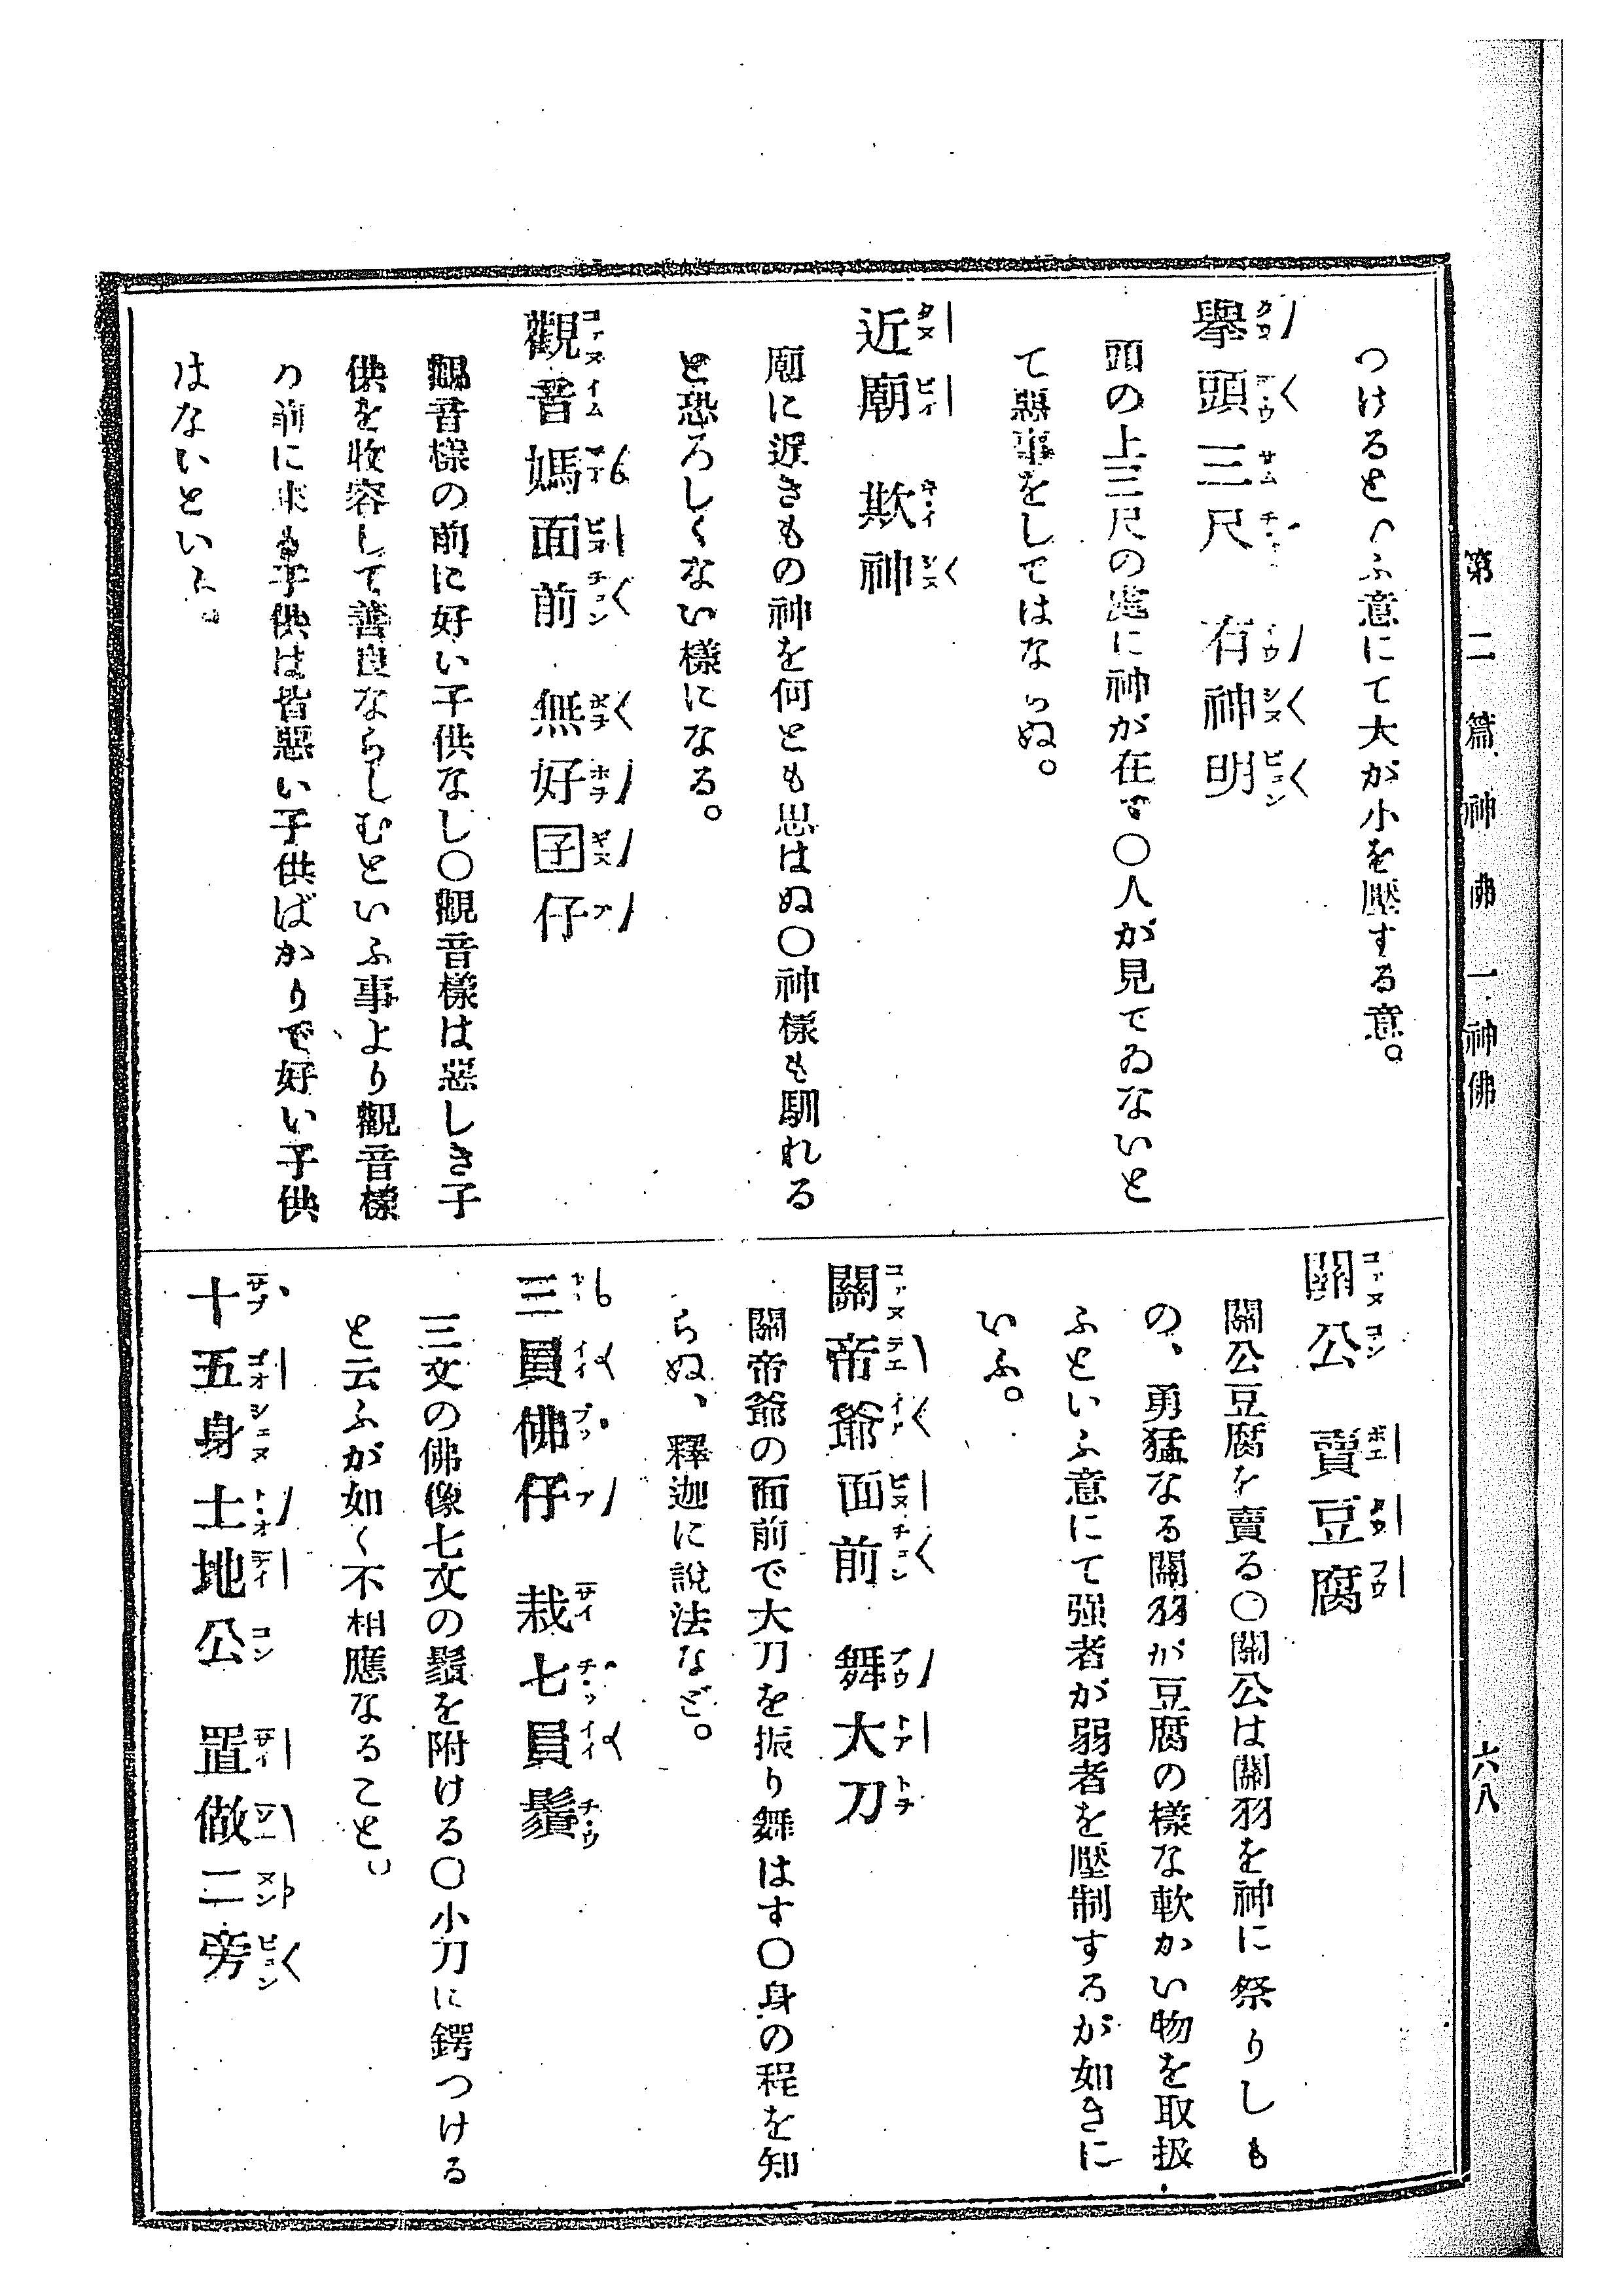 第二篇 神佛 一 神佛
六八
つけるといふ意にて大が小を壓する意。
擧頭三尺 有神明
頭の上三尺の處に神が在す〇人が見てゐないと
て惡事をしてはならぬ。
近廟 欺神
廟に近きもの神を何とも思はぬ〇神樣も馴れる
と恐ろしくない樣になる。
觀音媽面前 無好囝仔
觀音樣の前に好い子供なし〇觀音樣は惡しき子
供を收容して善良ならしむといふ事より觀音樣
の前に來る子供は皆惡い子供ばかりで好い子供
はないといふ。
關公 賣豆腐
關公豆腐を賣る〇關公は關羽を神に祭りしも
の、勇猛なる關羽が豆腐の樣な軟かい物を取扱
ふといふ意にて强者が弱者を壓制するが如きに
いふ。
關帝爺面前 舞大刀
關帝爺の面前で大刀を振り舞はす〇身の程を知
らぬ、釋迦に說法など。
三員佛仔 栽七員鬚
三文の佛像七文の鬚を附ける〇小刀に鍔つける
と云ふが如く不相應なること。
十五身土地公 置做二旁